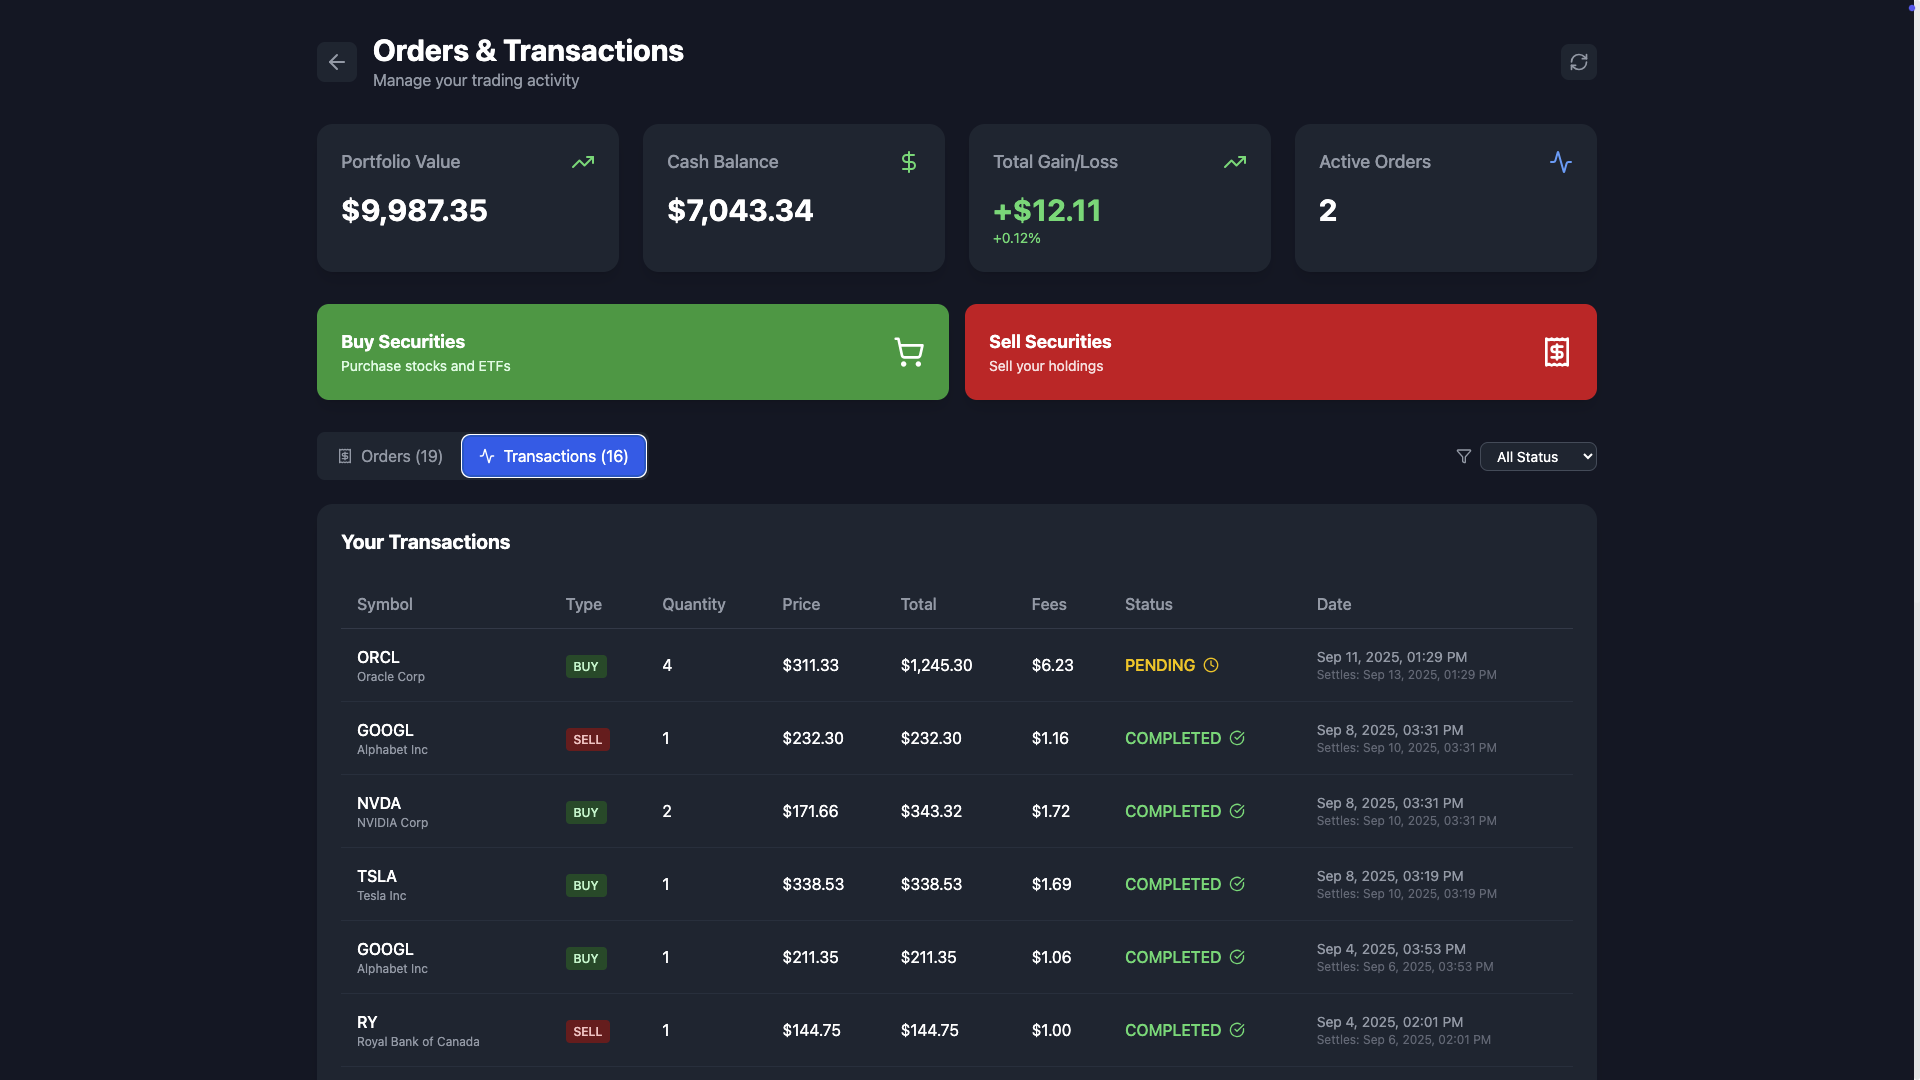 Orders & Transactions
Manage your trading activity
Portfolio Value
$9,987.35
Cash Balance
$7,043.34
Total Gain/Loss
+$12.11
+0.12%
Active Orders
2
Buy Securities
Purchase stocks and ETFs
Sell Securities
Sell your holdings
Orders (19)
Transactions (16)
All Status
Your Transactions
Symbol Type Quantity Price Total Fees Status Date
ORCL
Oracle Corp
BUY 4 $311.33 $1,245.30 $6.23 PENDING
Sep 11, 2025, 01:29 PM
Settles: Sep 13, 2025, 01:29 PM
GOOGL
Alphabet Inc
SELL 1 $232.30 $232.30 $1.16 COMPLETED
Sep 8, 2025, 03:31 PM
Settles: Sep 10, 2025, 03:31 PM
NVDA
NVIDIA Corp
BUY 2 $171.66 $343.32 $1.72 COMPLETED
Sep 8, 2025, 03:31 PM
Settles: Sep 10, 2025, 03:31 PM
TSLA
Tesla Inc
BUY 1 $338.53 $338.53 $1.69 COMPLETED
Sep 8, 2025, 03:19 PM
Settles: Sep 10, 2025, 03:19 PM
GOOGL
Alphabet Inc
BUY 1 $211.35 $211.35 $1.06 COMPLETED
Sep 4, 2025, 03:53 PM
Settles: Sep 6, 2025, 03:53 PM
RY
Royal Bank of Canada
SELL 1 $144.75 $144.75 $1.00 COMPLETED
Sep 4, 2025, 02:01 PM
Settles: Sep 6, 2025, 02:01 PM